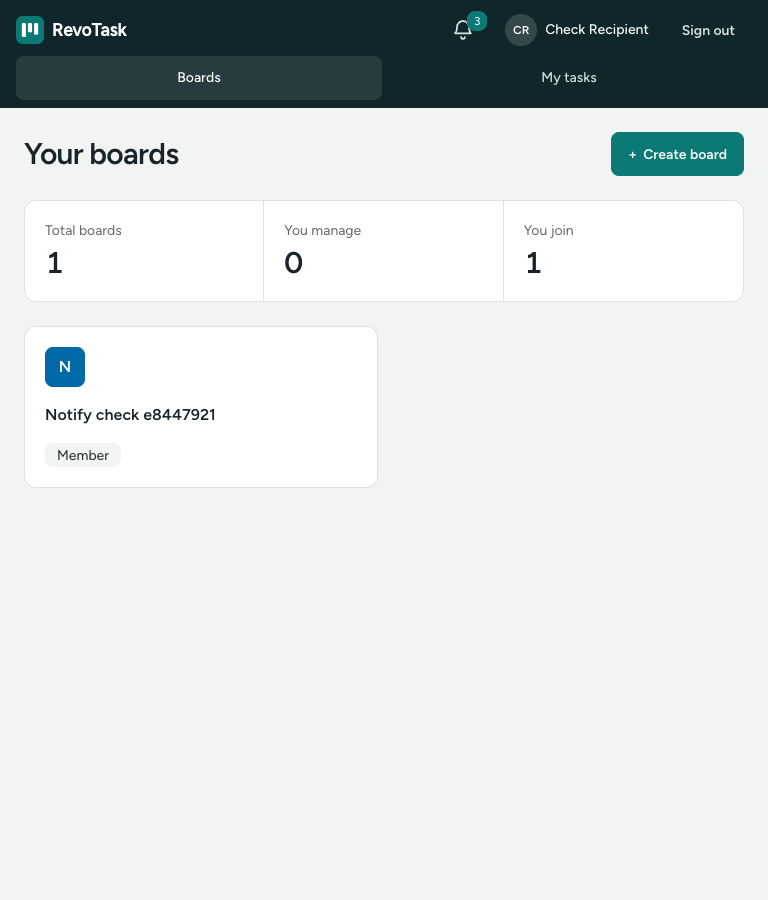 RevoTask
3
CR
Check Recipient
Sign out
Boards
My tasks
Your boards
+ Create board
Total boards
1
You manage
0
You join
1
N
Notify check e8447921
Member